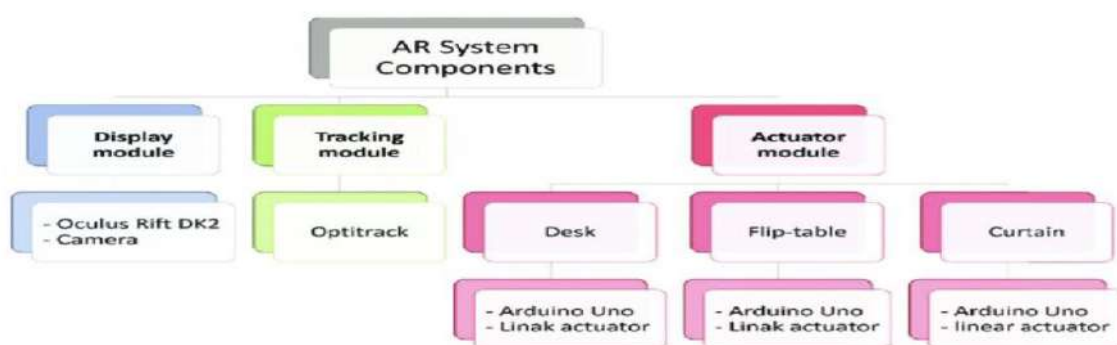 AR System
Components
Display
module
Tracking
module
Actuator
module
- Oculus Rift DK2
- Camera
Optitrack
Desk
Flip-table
Curtain
- Arduino Uno
- Linak actuator
- Arduino Uno
- Linak actuator
- Arduino Uno
- linear actuator